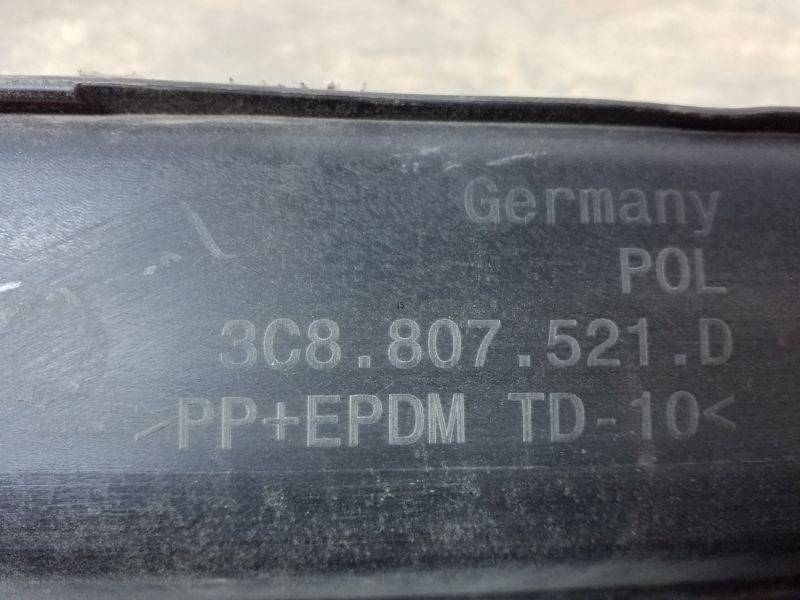 Germany
POL
3C8.807.521.D
>PP+EPDM TD-10<